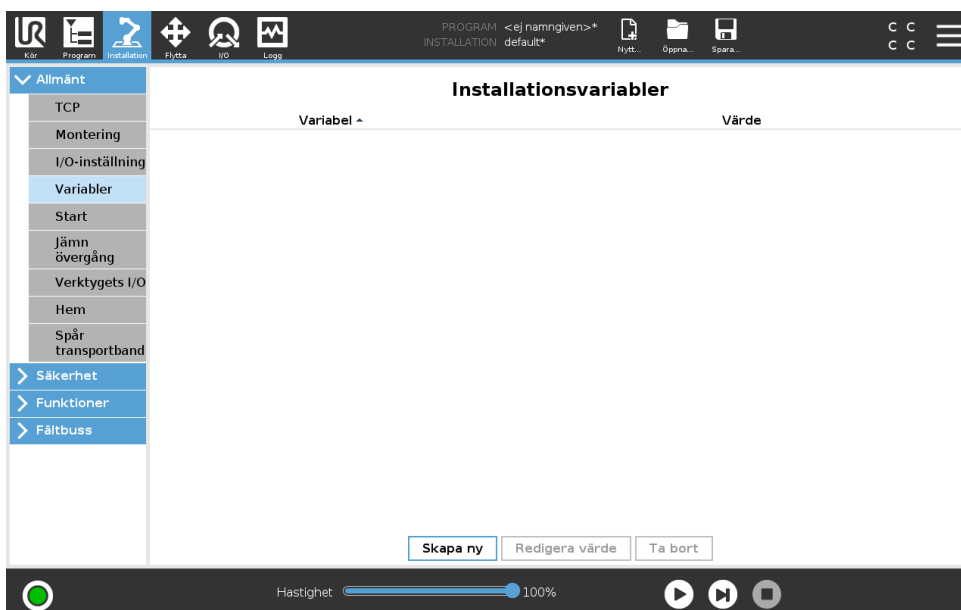 UR
PROGRAM <ej namngiven>*
INSTALLATION default*
C C
C C
Kör Program Installation Flytta I/O Logg Nytt... Öppna... Spara...
Allmänt
TCP
Montering
I/O-inställning
Variabler
Start
Jämn
övergång
Verktygets I/O
Hem
Spår
transportband
Säkerhet
Funktioner
Fältbuss
Installationsvariabler
Variabel Värde
Skapa ny Redigera värde Ta bort
Hastighet 100%